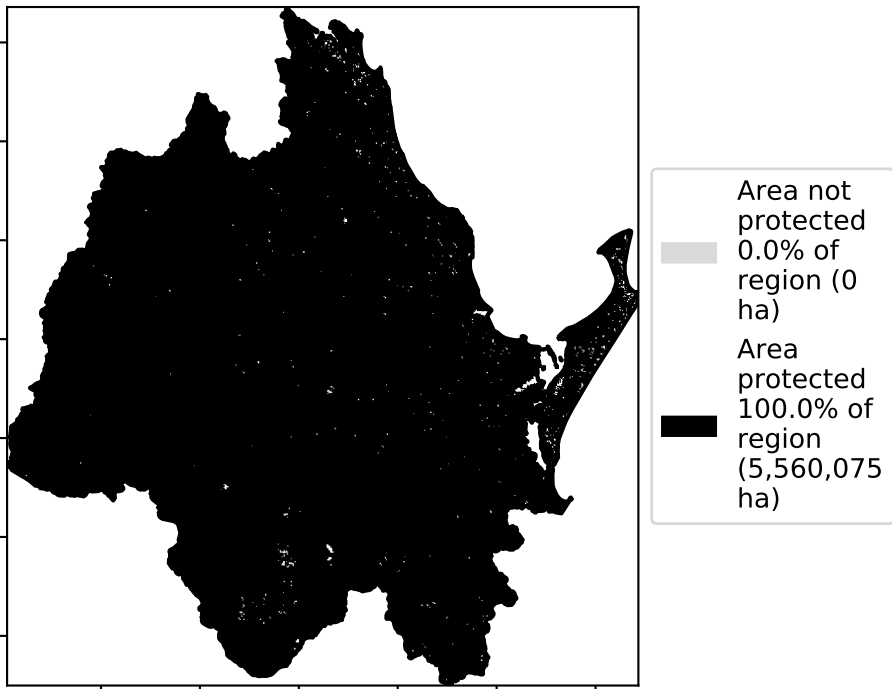 Area not
protected
0.0% of
region (0
ha)
Area
protected
100.0% of
region
(5,560,075
ha)